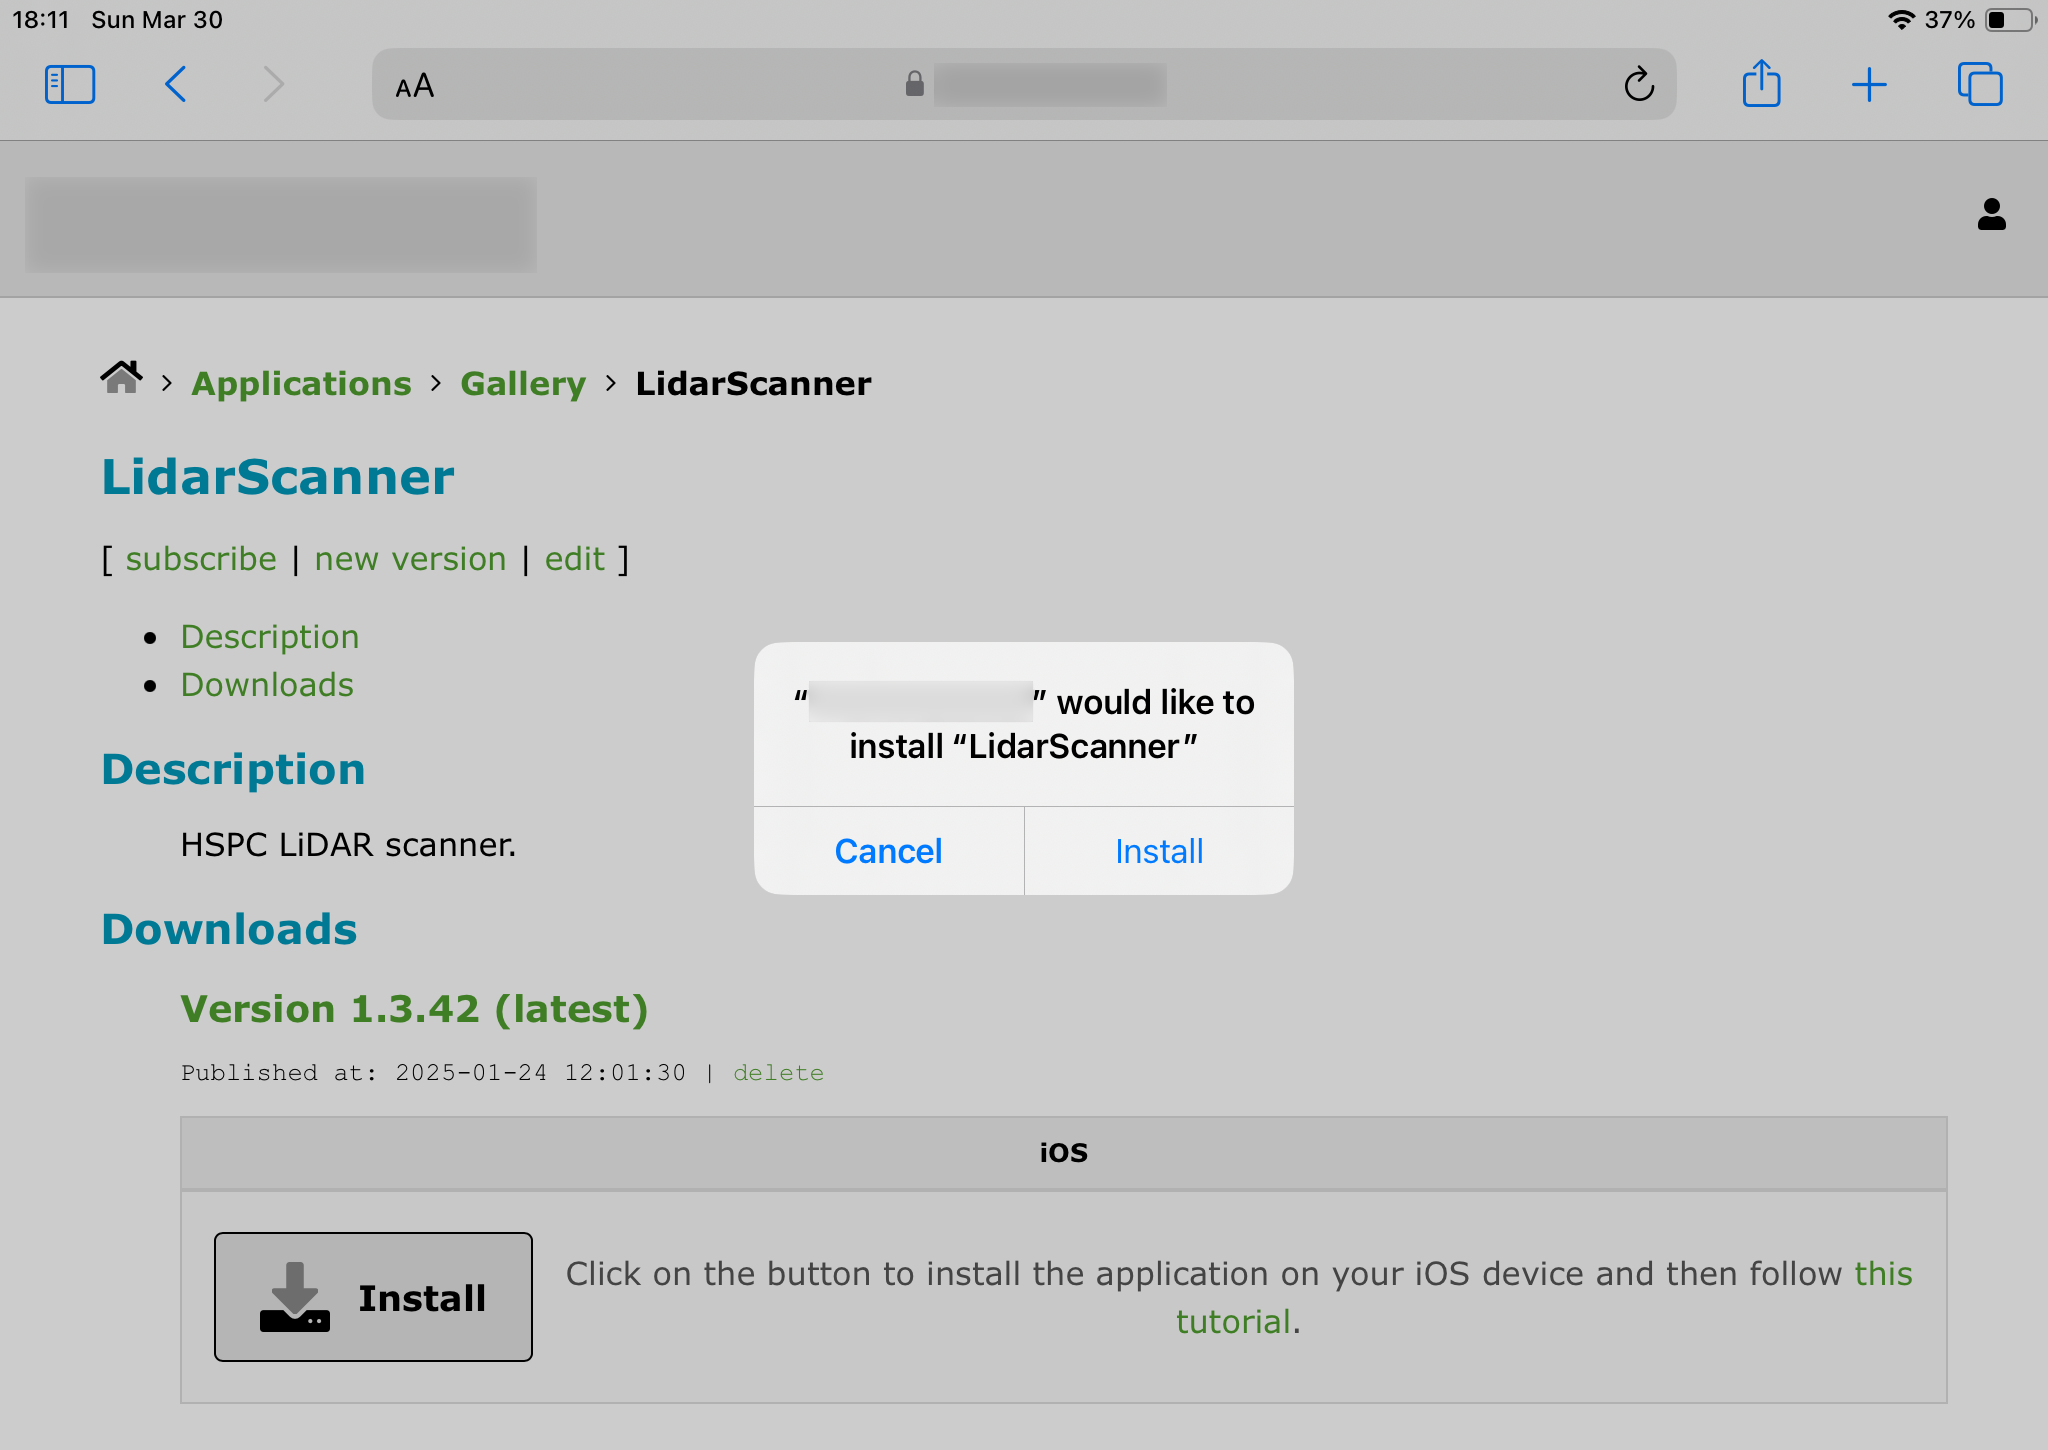 18:11 Sun Mar 30
37%
AA
> Applications > Gallery > LidarScanner
LidarScanner
[ subscribe | new version | edit ]
• Description
• Downloads
Description
HSPC LiDAR scanner.
Downloads
Version 1.3.42 (latest)
Published at: 2025-01-24 12:01:30 | delete
iOS
Install
Click on the button to install the application on your iOS device and then follow this
tutorial.
“ ” would like to
install “LidarScanner”
Cancel
Install